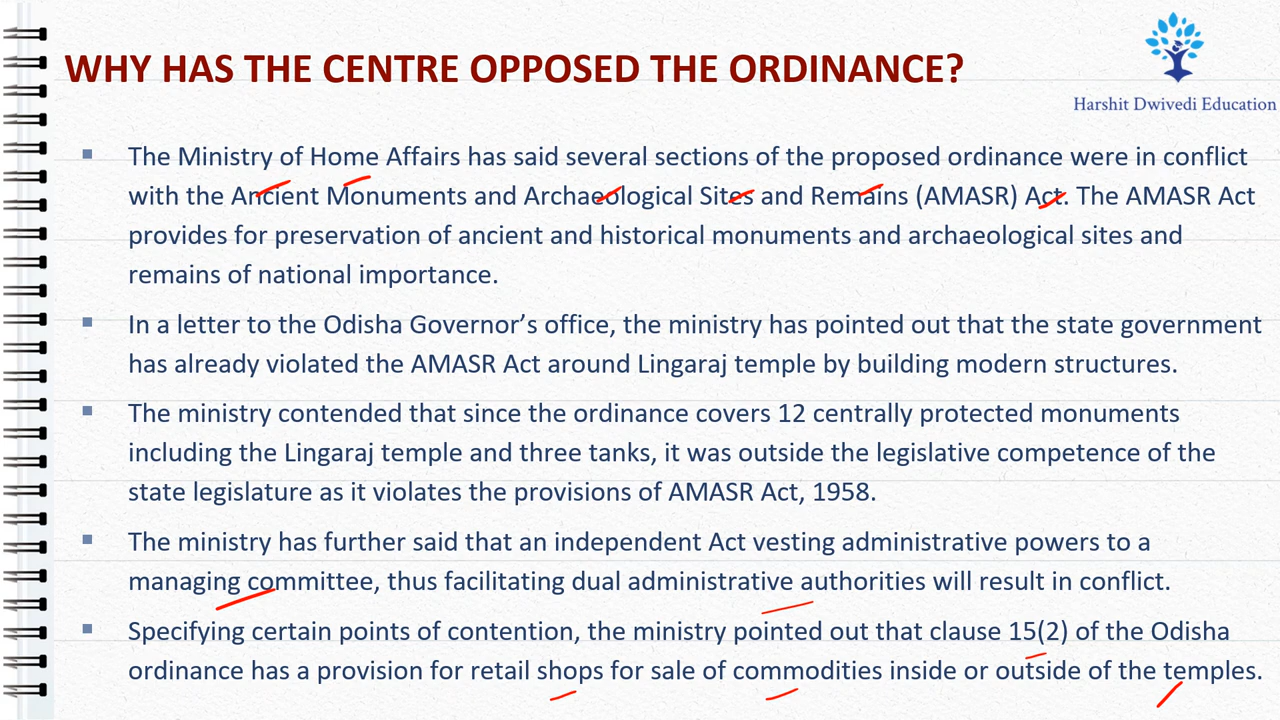 WHY HAS THE CENTRE OPPOSED THE ORDINANCE?
Harshit Dwivedi Education
▪ The Ministry of Home Affairs has said several sections of the proposed ordinance were in conflict
with the Ancient Monuments and Archaeological Sites and Remains (AMASR) Act. The AMASR Act
provides for preservation of ancient and historical monuments and archaeological sites and
remains of national importance.
▪ In a letter to the Odisha Governor’s office, the ministry has pointed out that the state government
has already violated the AMASR Act around Lingaraj temple by building modern structures.
▪ The ministry contended that since the ordinance covers 12 centrally protected monuments
including the Lingaraj temple and three tanks, it was outside the legislative competence of the
state legislature as it violates the provisions of AMASR Act, 1958.
▪ The ministry has further said that an independent Act vesting administrative powers to a
managing committee, thus facilitating dual administrative authorities will result in conflict.
▪ Specifying certain points of contention, the ministry pointed out that clause 15(2) of the Odisha
ordinance has a provision for retail shops for sale of commodities inside or outside of the temples.